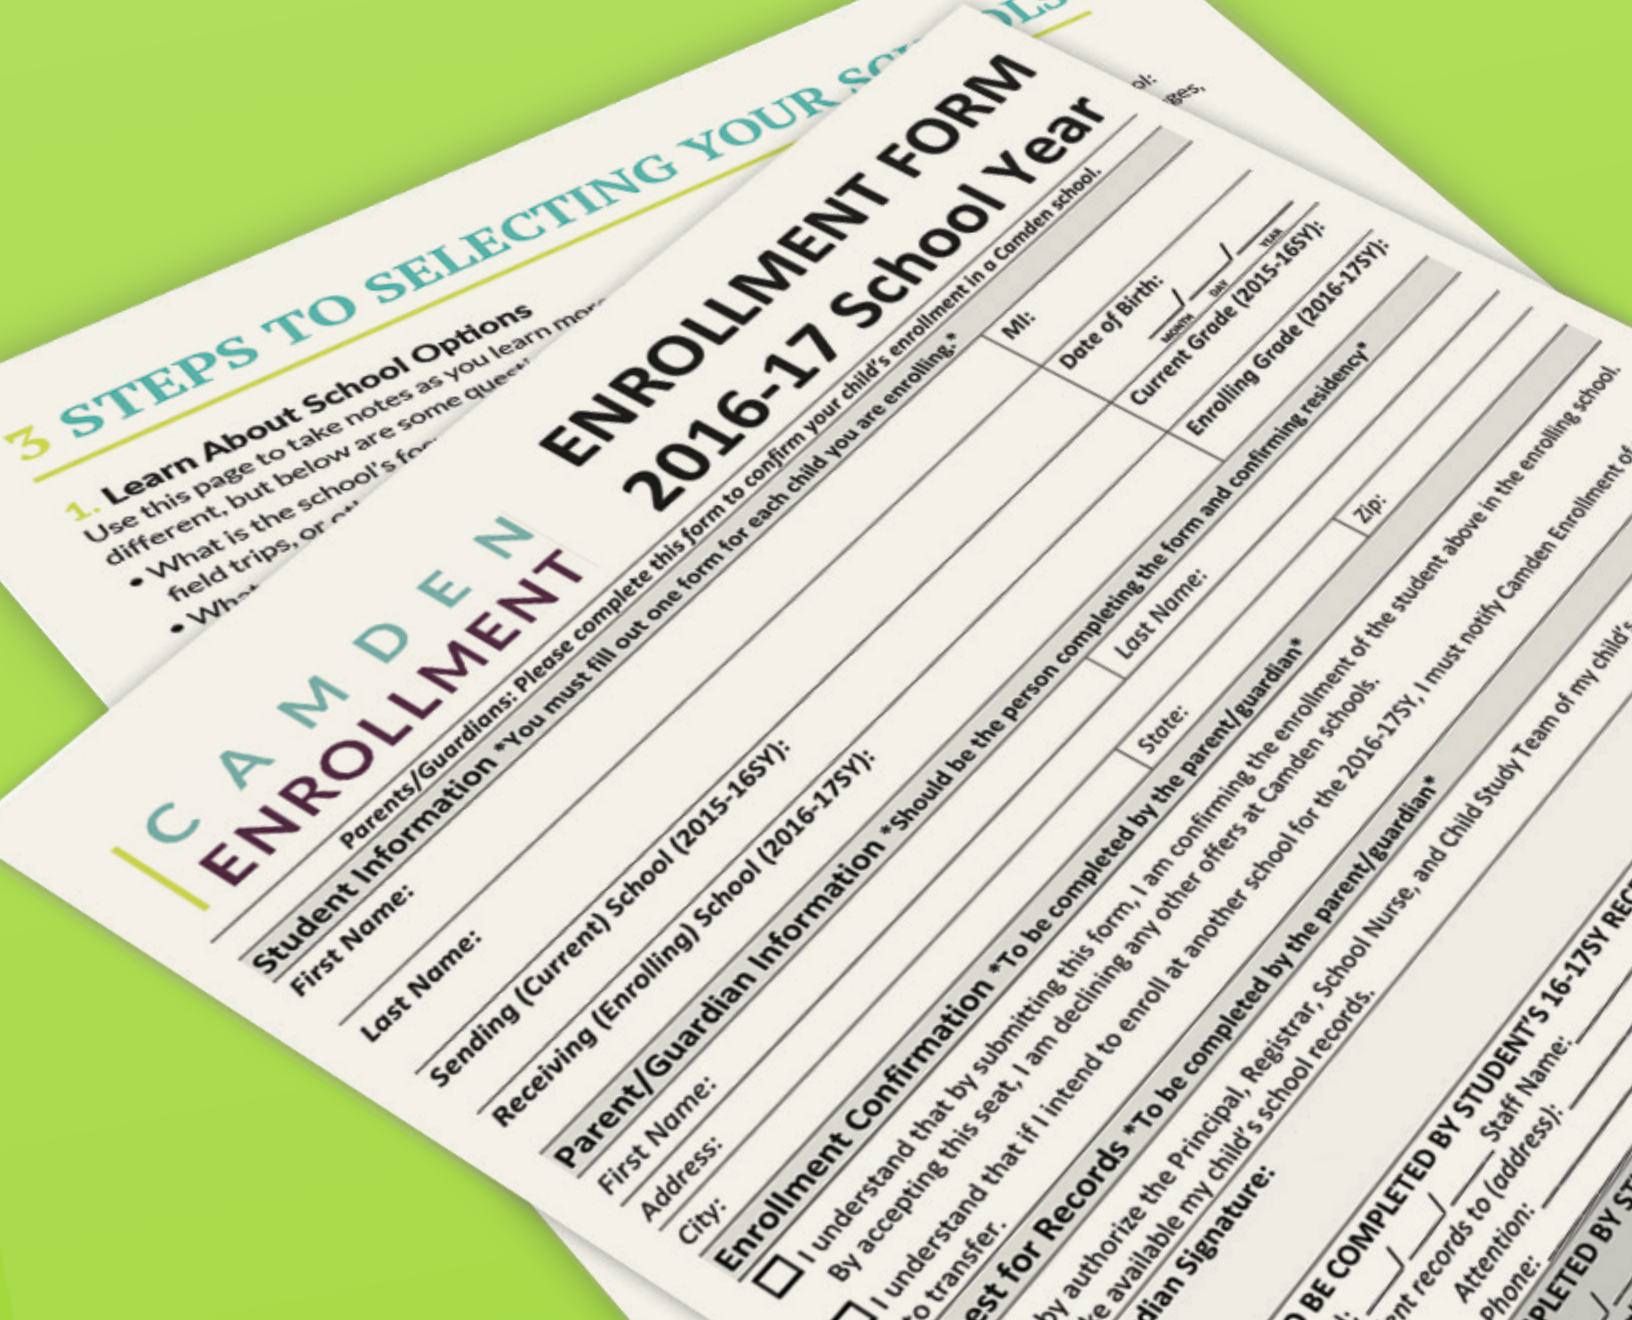 3 STEPS TO SELECTING YOUR
1. Learn About School Options
Use this page to take notes as you learn more
different, but below are some
• What is the school's
field trips, or
•
CAMDEN
ENROLLMENT
ENROLLMENT FORM
2016-17 School Year
Parents/Guardians: Please complete this form to confirm your child's enrollment in a Camden school.
Student Information *You must fill out one form for each child you are enrolling.*
First Name: MI:
Last Name: Date of Birth: / /
MONTH DAY YEAR
Sending (Current) School (2015-16SY): Current Grade (2015-16SY):
Receiving (Enrolling) School (2016-17SY): Enrolling Grade (2016-17SY):
Parent/Guardian Information *Should be the person completing the form and confirming residency*
First Name: Last Name:
Address:
City: State: Zip:
Enrollment Confirmation *To be completed by the parent/guardian*
I understand that by submitting this form, I am confirming the enrollment of the student above in the enrolling school.
By accepting this seat, I am declining any other offers at Camden schools.
I understand that if I intend to enroll at another school for the 2016-17SY, I must notify Camden Enrollment of
to transfer.
for Records *To be completed by the parent/guardian*
by authorize the Principal, Registrar, School Nurse, and Child Study Team of my child's
available my child's school records.
Signature:
BE COMPLETED BY STUDENT'S 16-17SY
/ / Staff Name:
records to (address):
Attention:
Phone:
BY